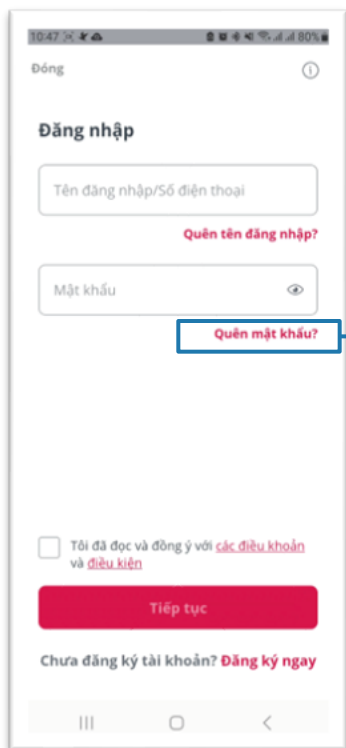 10:47
80%
Đóng
Đăng nhập
Tên đăng nhập/Số điện thoại
Quên tên đăng nhập?
Mật khẩu
Quên mật khẩu?
Tôi đã đọc và đồng ý với các điều khoản
và điều kiện
Tiếp tục
Chưa đăng ký tài khoản? Đăng ký ngay